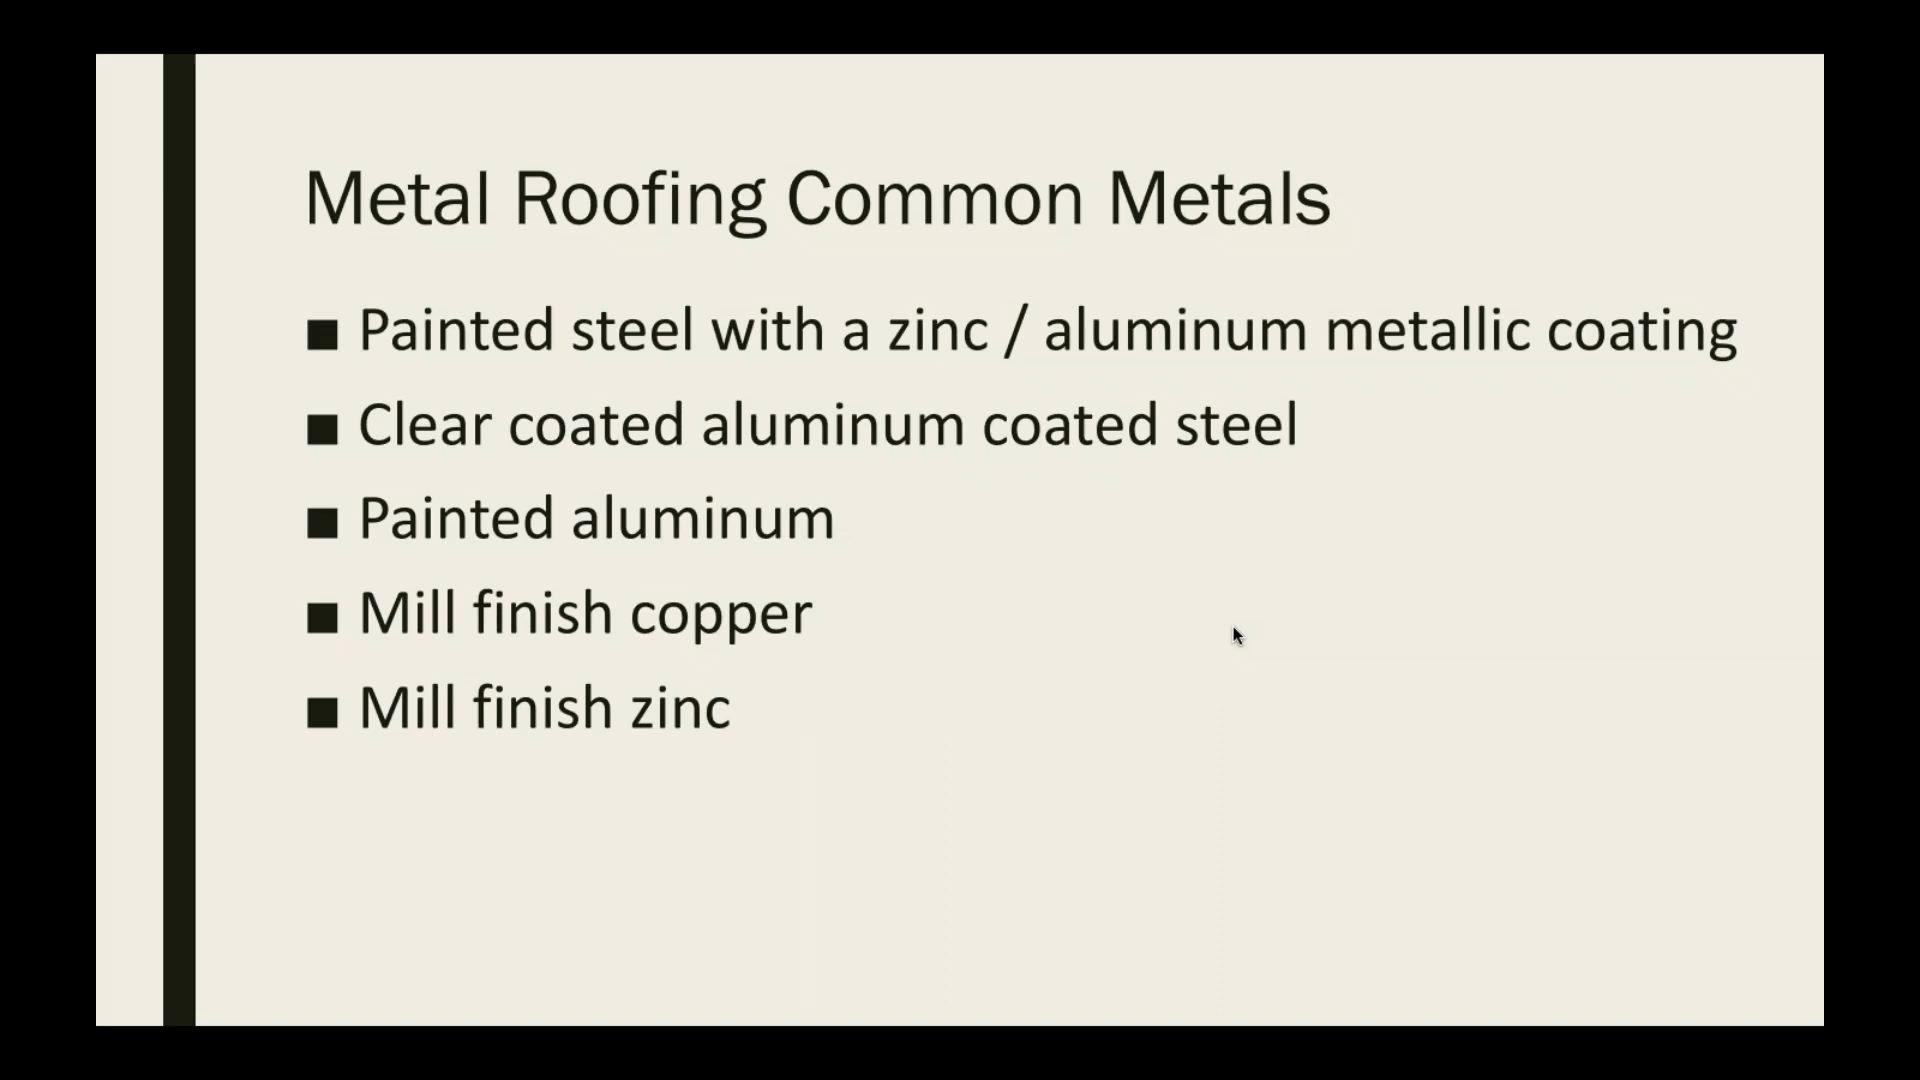 Metal Roofing Common Metals
■ Painted steel with a zinc / aluminum metallic coating
■ Clear coated aluminum coated steel
■ Painted aluminum
■ Mill finish copper
■ Mill finish zinc